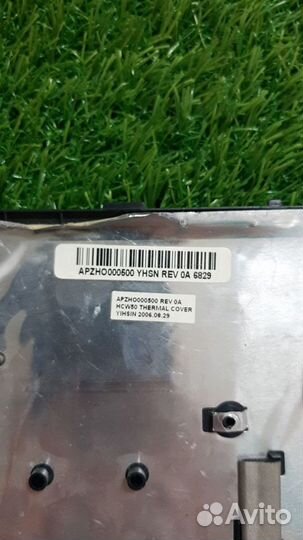 APZHO000500 YHSN REV 0A 6829
APZHO000500 REV 0A
HCW50 THERMAL COVER
YIHSIN 2006.08.29
Avito